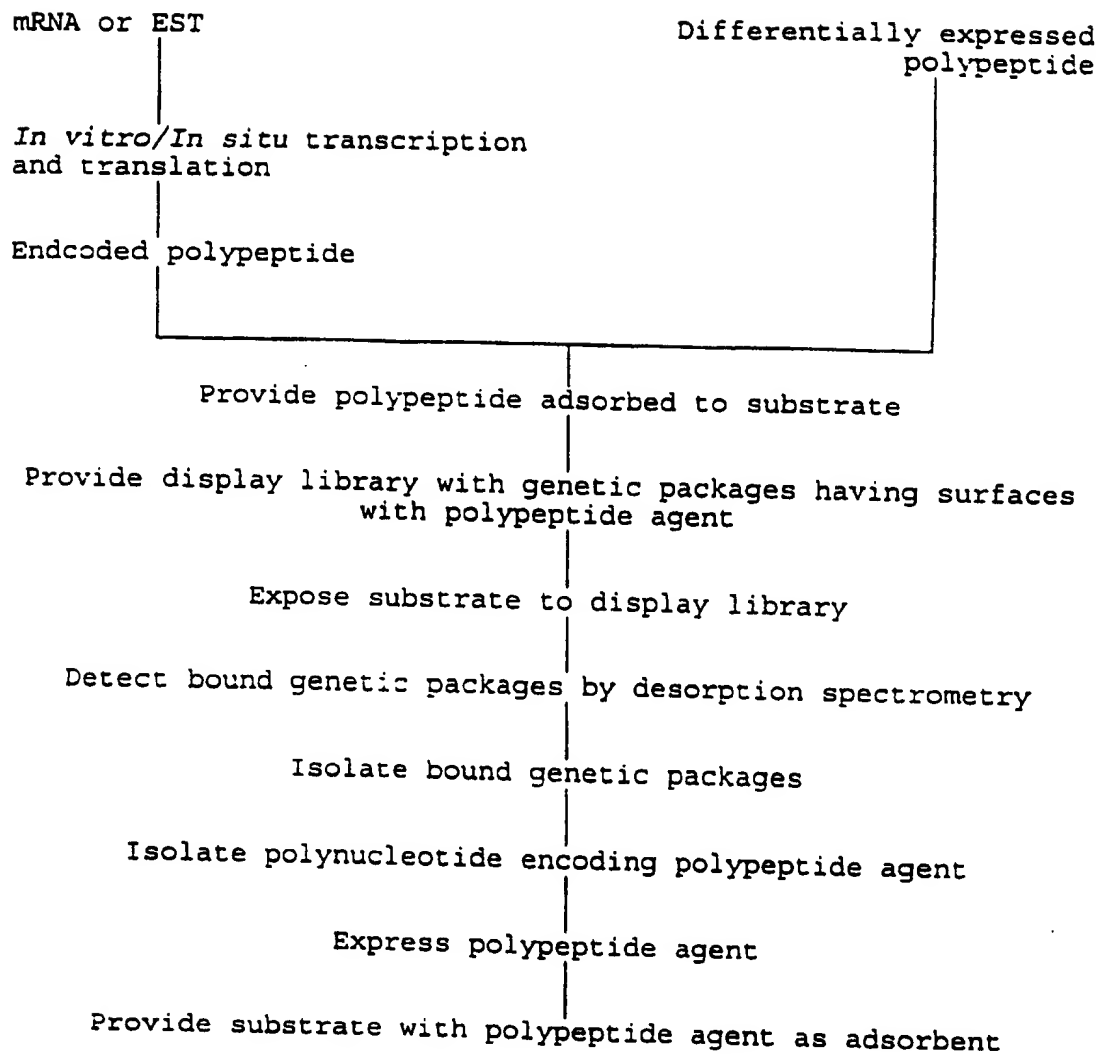 mRNA or EST
Differentially expressed
polypeptide
In vitro/In situ transcription
and translation
Endcoded polypeptide
Provide polypeptide adsorbed to substrate
Provide display library with genetic packages having surfaces
with polypeptide agent
Expose substrate to display library
Detect bound genetic packages by desorption spectrometry
Isolate bound genetic packages
Isolate polynucleotide encoding polypeptide agent
Express polypeptide agent
Provide substrate with polypeptide agent as adsorbent